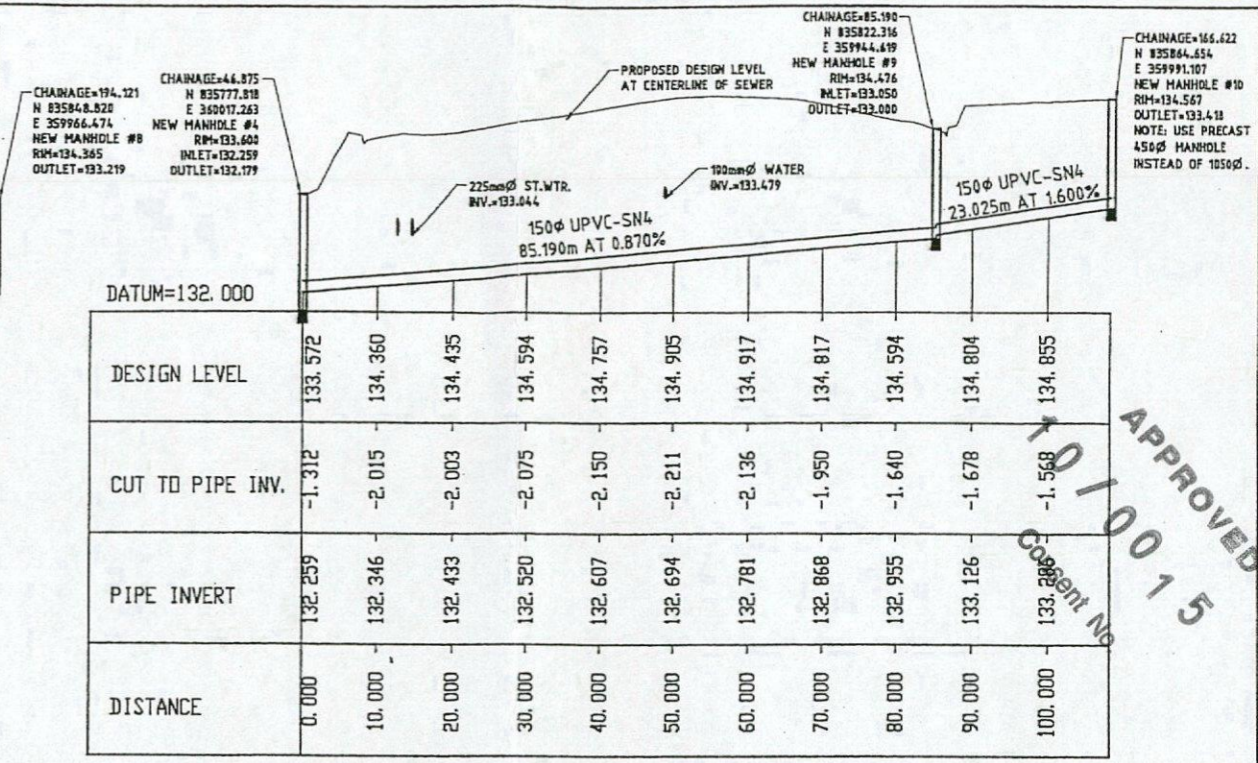 CHAINAGE=194.121
N 835848.820
E 359966.474
NEW MANHOLE #8
RIM=134.365
OUTLET=133.219
CHAINAGE=46.875
N 835777.818
E 360017.263
NEW MANHOLE #4
RIM=133.600
INLET=132.259
OUTLET=132.179
PROPOSED DESIGN LEVEL
AT CENTERLINE OF SEWER
CHAINAGE=85.190
N 835822.316
E 359944.619
NEW MANHOLE #9
RIM=134.476
INLET=133.050
OUTLET=133.000
CHAINAGE=166.622
N 835864.654
E 359991.107
NEW MANHOLE #10
RIM=134.567
OUTLET=133.418
NOTE: USE PRECAST
450Ø MANHOLE
INSTEAD OF 1050Ø.
225mmØ ST.WTR.
INV.=133.044
100mmØ WATER
INV.=133.479
150Φ UPVC-SN4
85.190m AT 0.870%
150Φ UPVC-SN4
23.025m AT 1.600%
DATUM=132.000
DESIGN LEVEL 133.572 134.360 134.435 134.594 134.757 134.905 134.917 134.817 134.594 134.804 134.855
CUT TO PIPE INV. -1.312 -2.015 -2.003 -2.075 -2.150 -2.211 -2.136 -1.950 -1.640 -1.678 -1.568
PIPE INVERT 132.259 132.346 132.433 132.520 132.607 132.694 132.781 132.868 132.955 133.126
DISTANCE 0.000 10.000 20.000 30.000 40.000 50.000 60.000 70.000 80.000 90.000 100.000
APPROVED
10/0015
Consent No